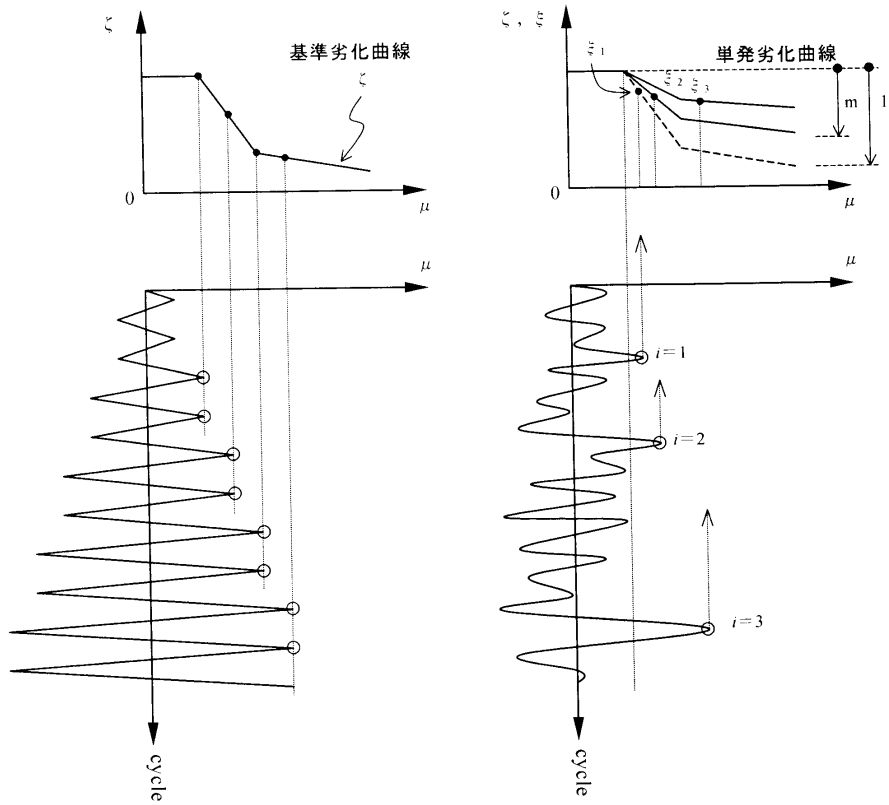 ζ
基準劣化曲線
ζ
0
μ
μ
cycle
ζ , ξ
単発劣化曲線
ξ1
ξ2
ξ3
m
1
0
μ
μ
i=1
i=2
i=3
cycle